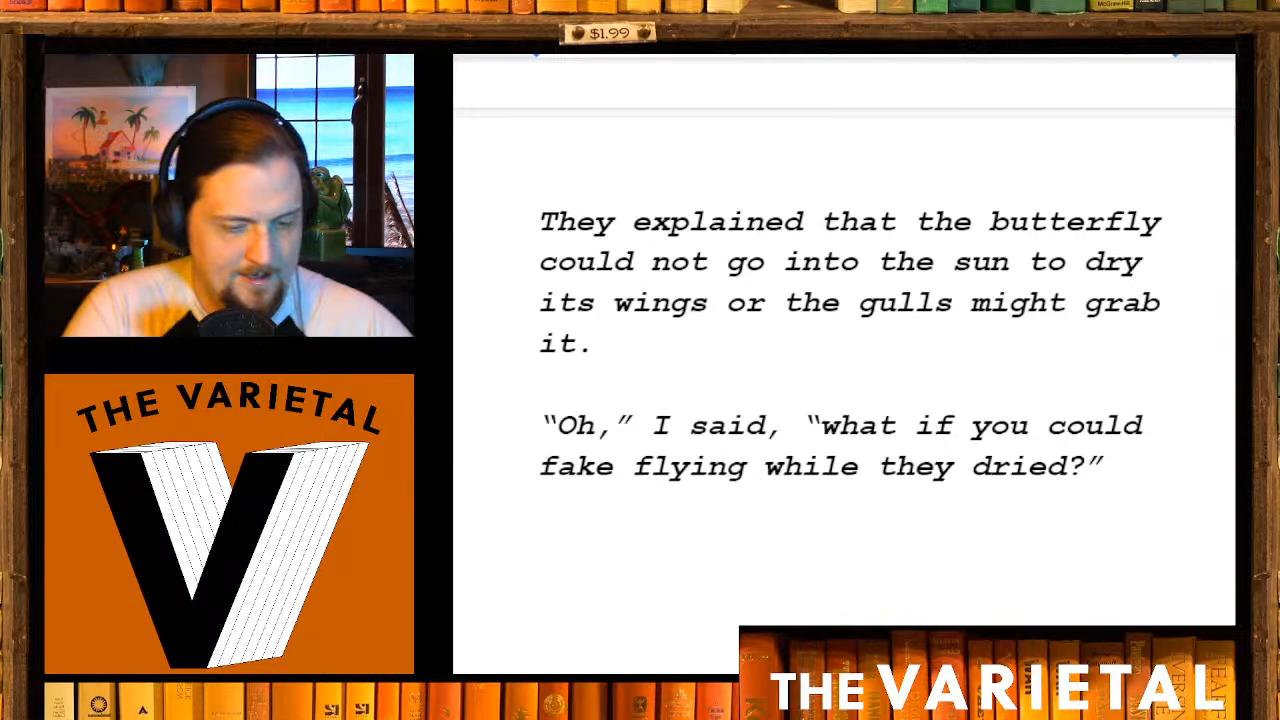 $1.99
They explained that the butterfly
could not go into the sun to dry
its wings or the gulls might grab
it.
“Oh,” I said, “what if you could
fake flying while they dried?”
THE VARIETAL
THE VARIETAL